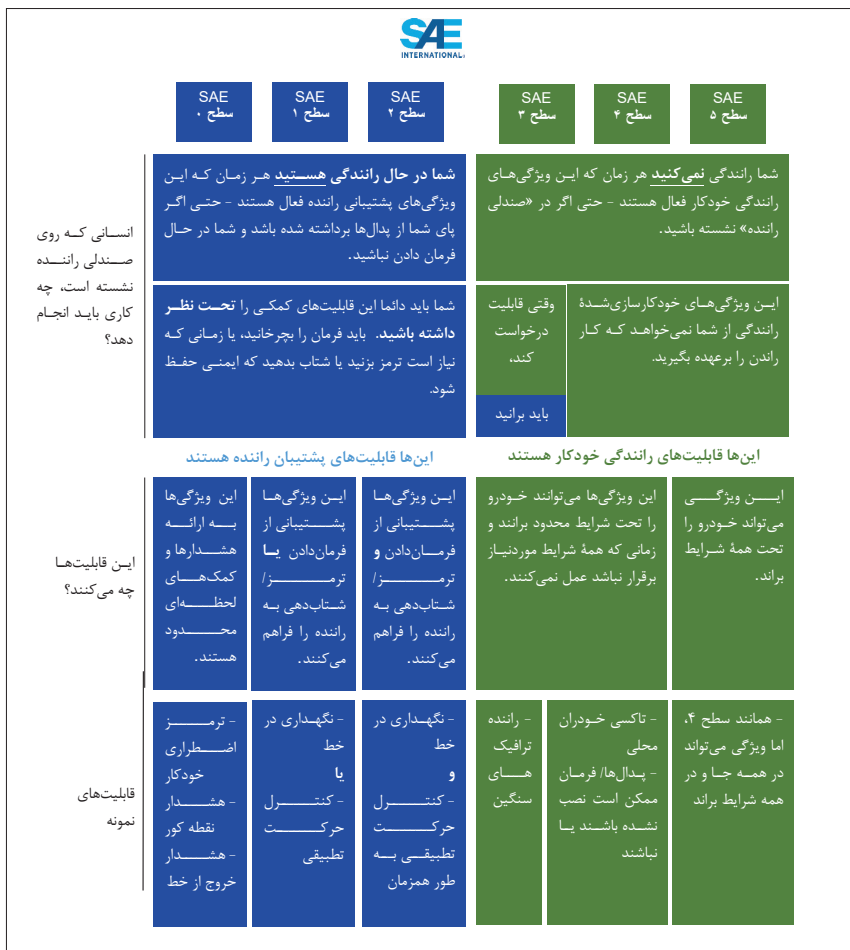 SAE
INTERNATIONAL®
SAE
سطح ۰
SAE
سطح ۱
SAE
سطح ۲
SAE
سطح ۳
SAE
سطح ۴
SAE
سطح ۵
انسانی که روی
صندلی راننده
نشسته است، چه
کاری باید انجام
دهد؟
شما در حال رانندگی هستید هر زمان که این
ویژگی‌های پشتیبانی راننده فعال هستند - حتی اگر
پای شما از پدال‌ها برداشته شده باشد و شما در حال
فرمان دادن نباشید.
شما رانندگی نمی‌کنید هر زمان که این ویژگی‌های
رانندگی خودکار فعال هستند - حتی اگر در «صندلی
راننده» نشسته باشید.
شما باید دائما این قابلیت‌های کمکی را تحت نظر
داشته باشید. باید فرمان را بچرخانید، یا زمانی که
نیاز است ترمز بزنید یا شتاب بدهید که ایمنی حفظ
شود.
وقتی قابلیت
درخواست
کند،
باید برانید
این ویژگی‌های خودکارسازی‌شدهٔ
رانندگی از شما نمی‌خواهد که کار
راندن را برعهده بگیرید.
این‌ها قابلیت‌های پشتیبان راننده هستند
این‌ها قابلیت‌های رانندگی خودکار هستند
این قابلیت‌ها
چه می‌کنند؟
این ویژگی‌ها
به ارائه
هشدارها و
کمک‌های
لحظه‌ای
محدود
هستند.
این ویژگی‌ها
پشتیبانی از
فرمان‌دادن یا
ترمز/
شتاب‌دهی به
راننده را فراهم
می‌کنند.
این ویژگی‌ها
پشتیبانی از
فرمان‌دادن و
ترمز/
شتاب‌دهی به
راننده را فراهم
می‌کنند.
این ویژگی‌ها می‌توانند خودرو
را تحت شرایط محدود برانند و
زمانی که همهٔ شرایط موردنیاز
برقرار نباشد عمل نمی‌کنند.
این ویژگی
می‌تواند خودرو را
تحت همهٔ شرایط
براند.
قابلیت‌های
نمونه
- ترمز
اضطراری
خودکار
- هشدار
نقطه کور
- هشدار
خروج از خط
- نگهداری در
خط
یا
- کنترل
حرکت
تطبیقی
- نگهداری در
خط
و
- کنترل
حرکت
تطبیقی به
طور همزمان
- راننده
ترافیک
های
سنگین
- تاکسی خودران
محلی
- پدال‌ها/ فرمان
ممکن است نصب
نشده باشند یا
نباشند
- همانند سطح ۴،
اما ویژگی می‌تواند
در همه جا و در
همه شرایط براند